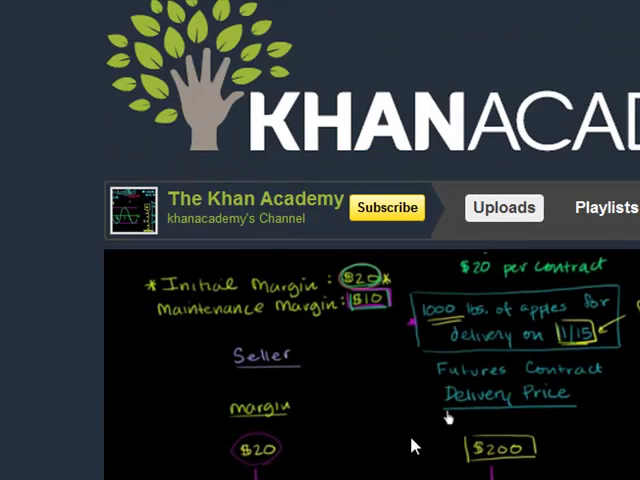 KHANACAD
The Khan Academy
khanacademy's Channel
Subscribe
Uploads
Playlists
*Initial Margin: $20*
Maintenance Margin: $10
Seller
margin
$20
$20 per contract
*1000 lbs. of apples for
delivery on 1/15
Futures Contract
Delivery Price
$200